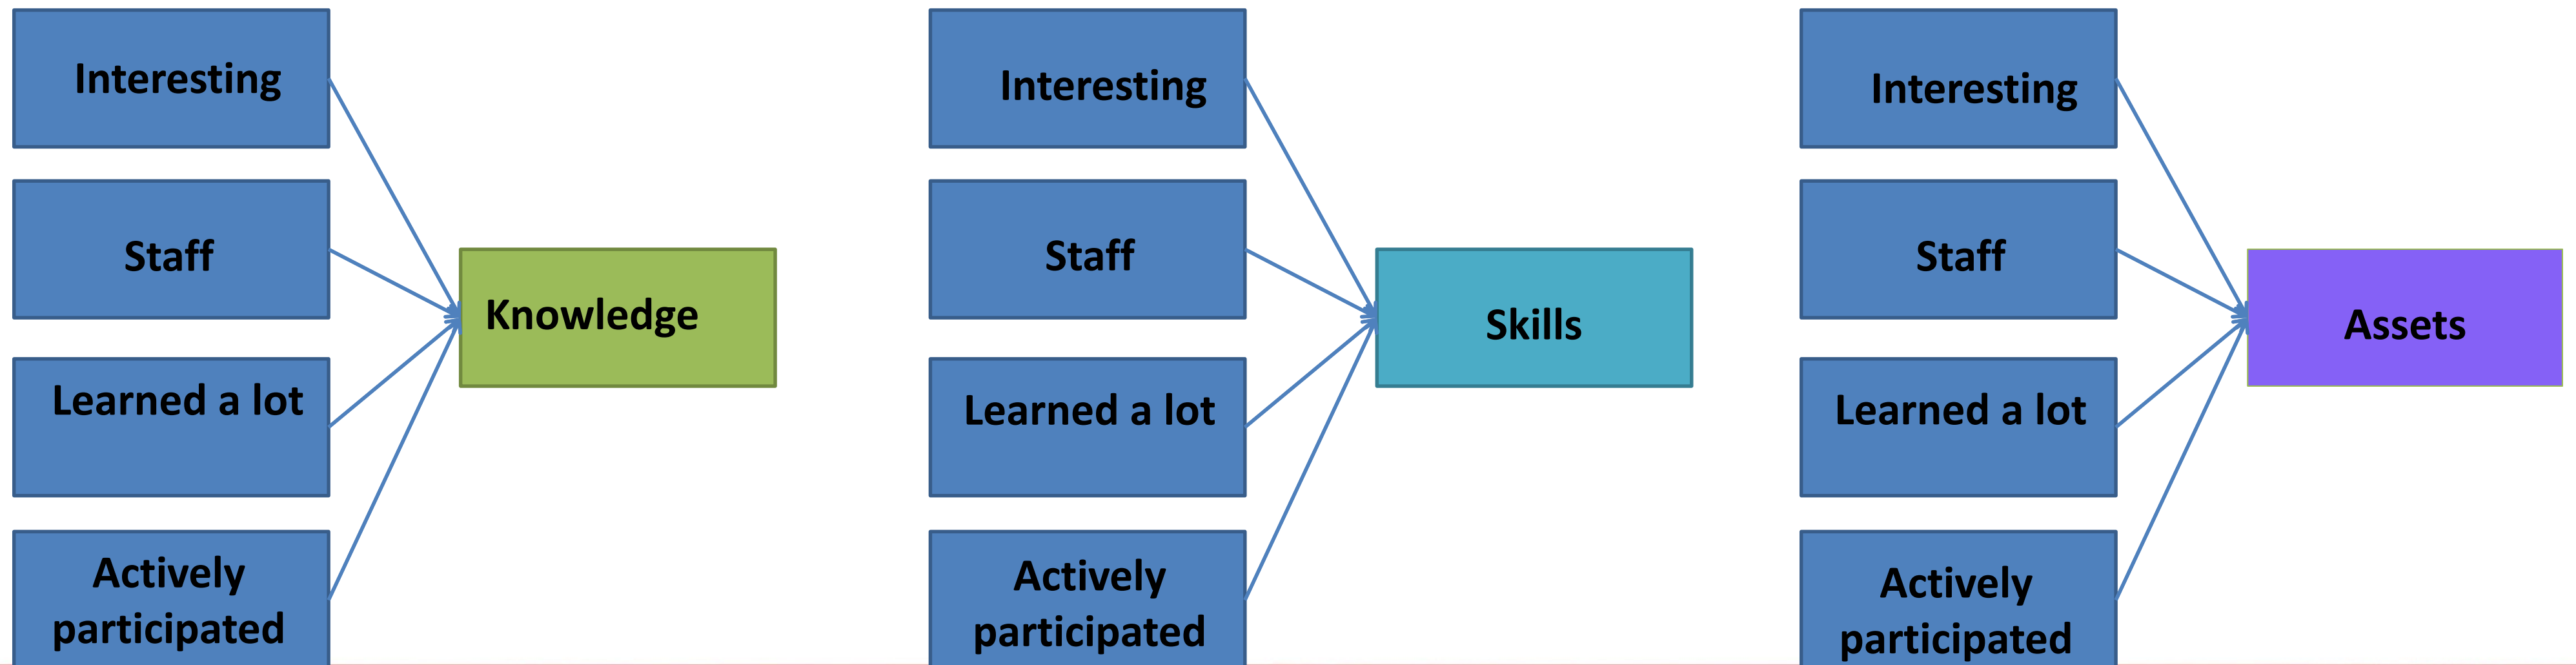 Interesting
Staff
Learned a lot
Actively
participated
Knowledge
Interesting
Staff
Learned a lot
Actively
participated
Skills
Interesting
Staff
Learned a lot
Actively
participated
Assets